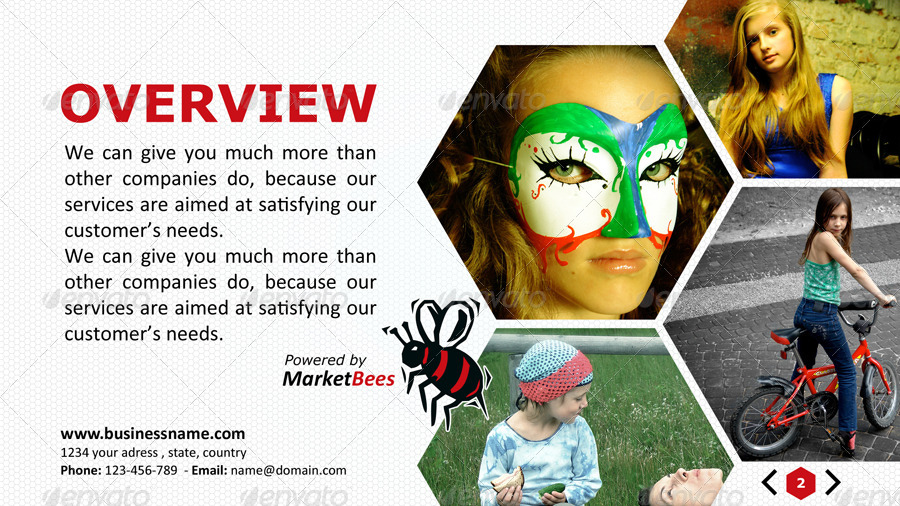 OVERVIEW
We can give you much more than
other companies do, because our
services are aimed at satisfying our
customer's needs.
We can give you much more than
other companies do, because our
services are aimed at satisfying our
customer's needs.
Powered by
MarketBees
www.businessname.com
1234 your adress , state, country
Phone: 123-456-789 - Email: name@domain.com
2
envato